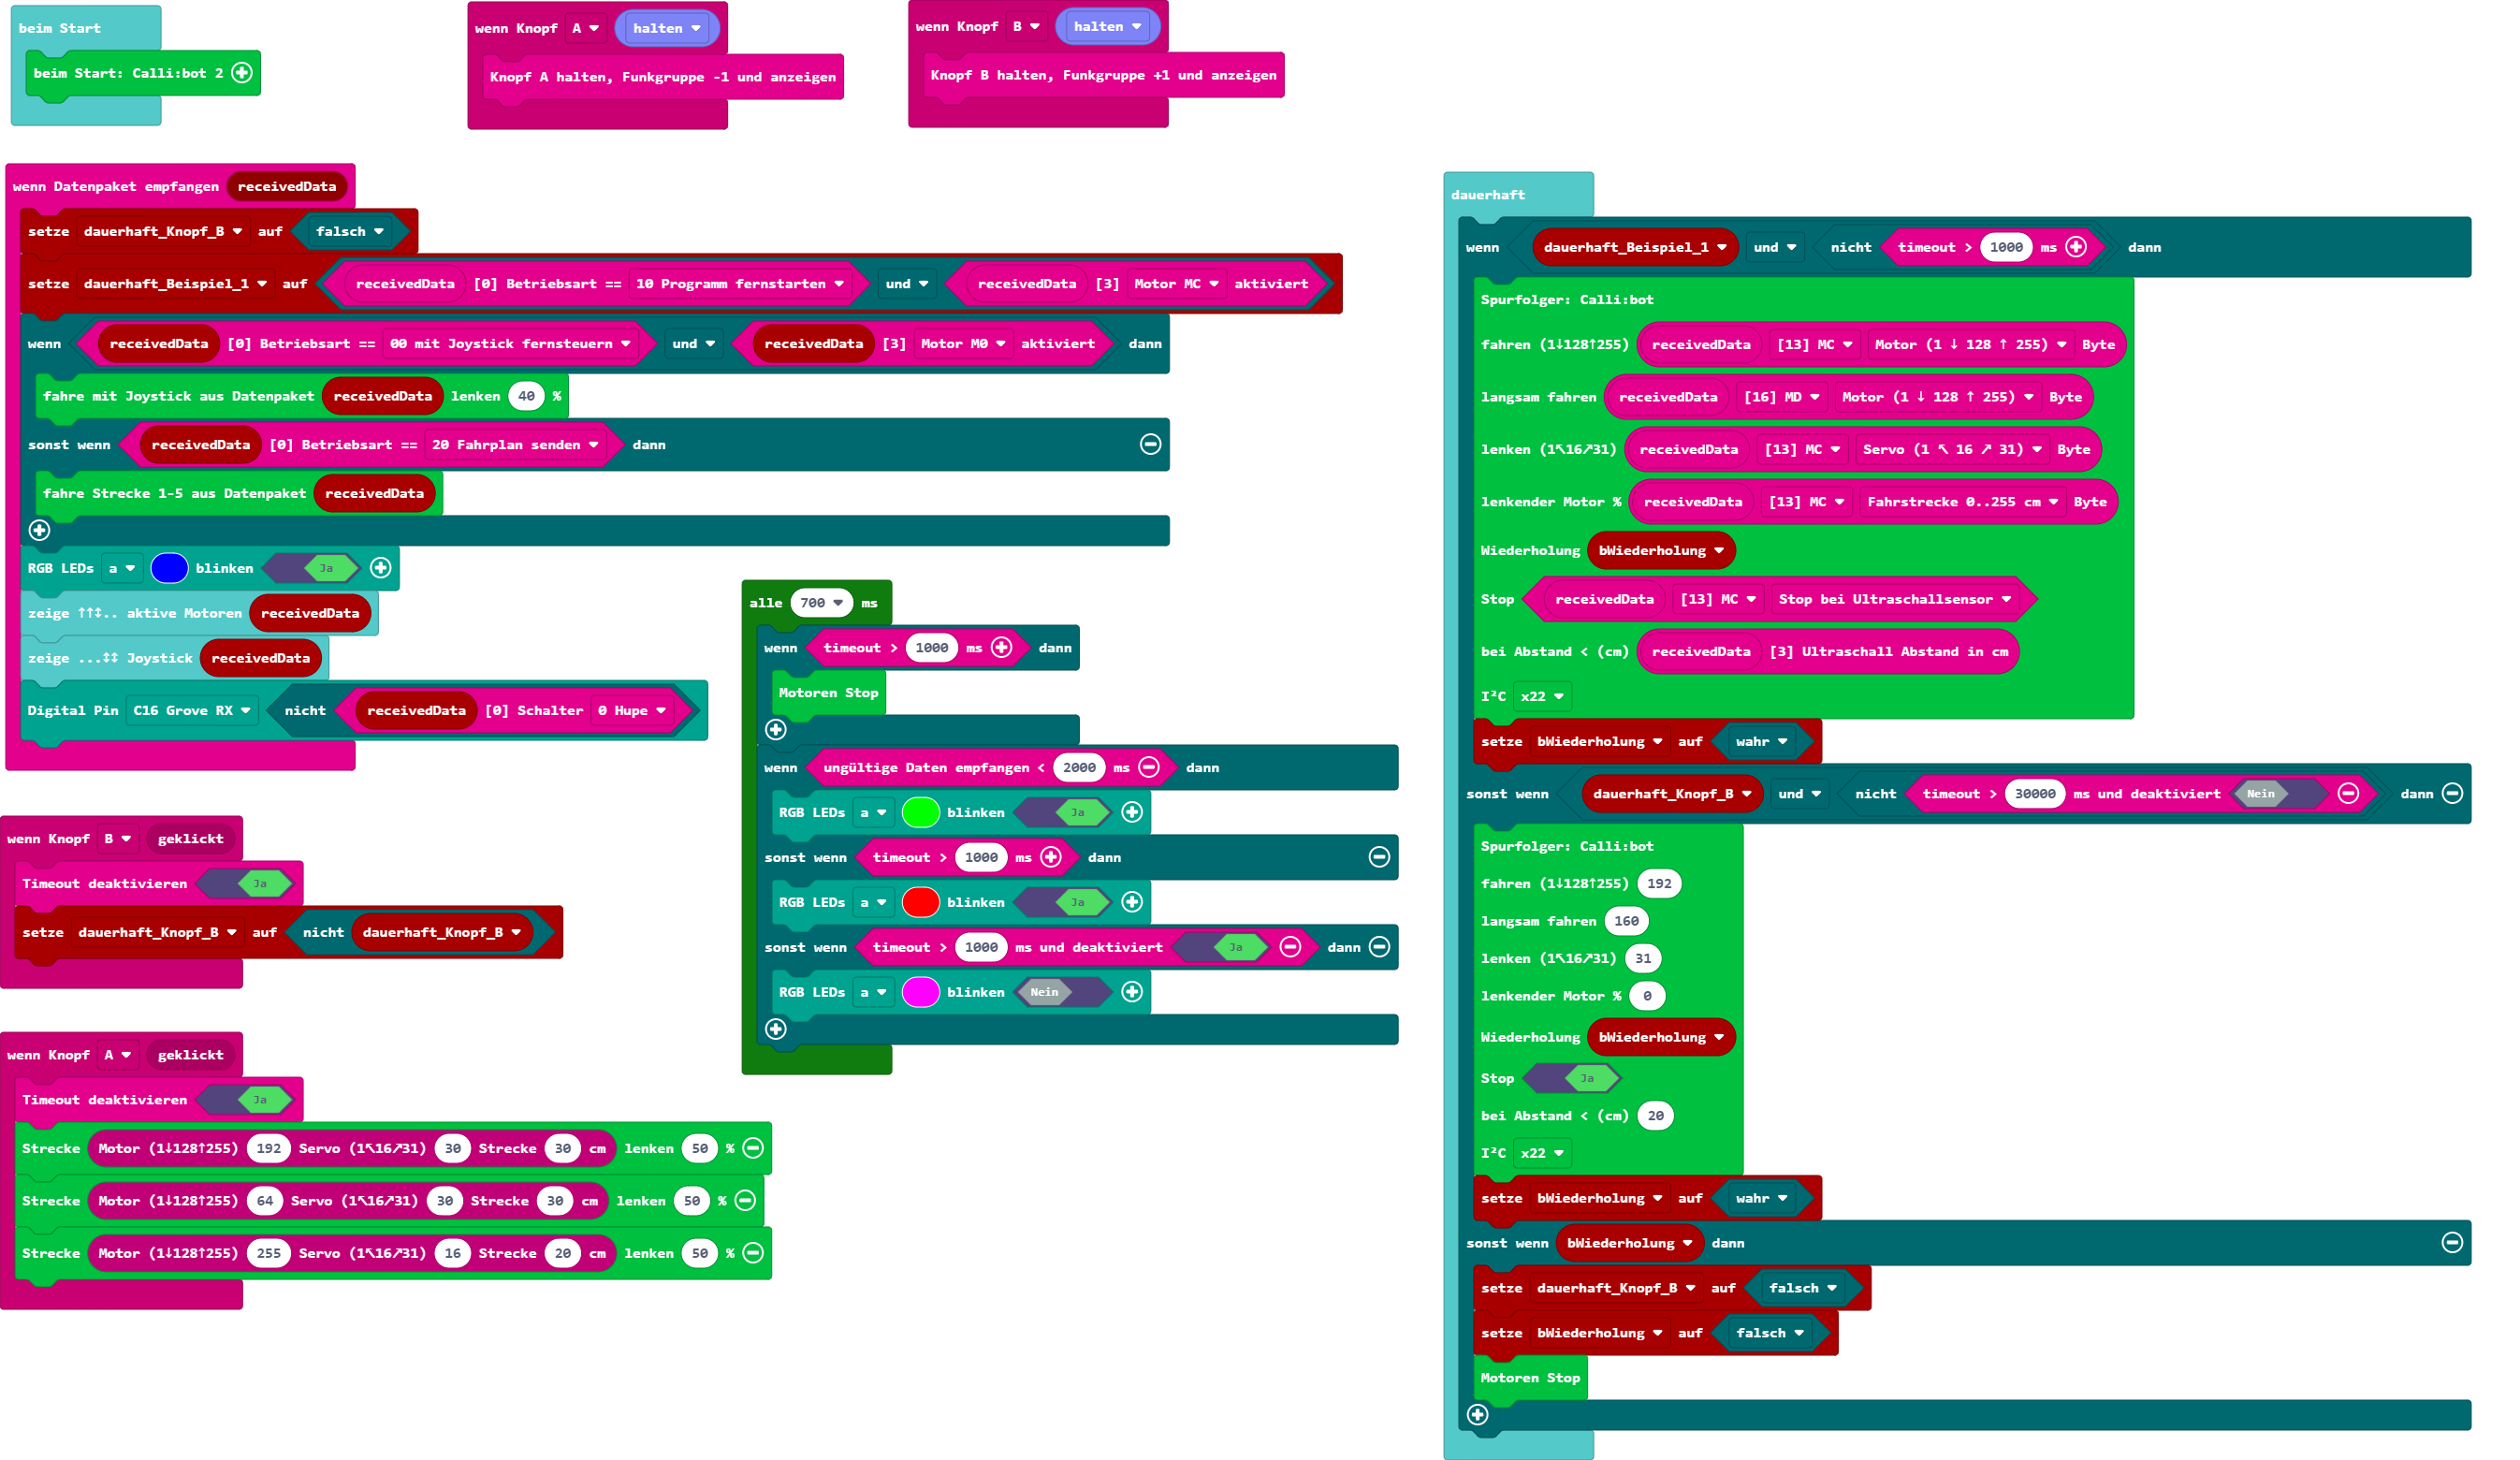 beim Start
beim Start: Calli:bot 2
wenn Knopf A halten
Knopf A halten, Funkgruppe -1 und anzeigen
wenn Knopf B halten
Knopf B halten, Funkgruppe +1 und anzeigen
wenn Datenpaket empfangen receivedData
setze dauerhaft_Knopf_B auf falsch
setze dauerhaft_Beispiel_1 auf receivedData [0] Betriebsart == 10 Programm fernstarten und receivedData [3] Motor MC aktiviert
wenn receivedData [0] Betriebsart == 00 mit Joystick fernsteuern und receivedData [3] Motor M0 aktiviert dann
fahre mit Joystick aus Datenpaket receivedData lenken 40 %
sonst wenn receivedData [0] Betriebsart == 20 Fahrplan senden dann
fahre Strecke 1-5 aus Datenpaket receivedData
RGB LEDs a blinken Ja
zeige ↑↑↕.. aktive Motoren receivedData
zeige ...↕↕ Joystick receivedData
Digital Pin C16 Grove RX nicht receivedData [0] Schalter 0 Hupe
wenn Knopf B geklickt
Timeout deaktivieren Ja
setze dauerhaft_Knopf_B auf nicht dauerhaft_Knopf_B
wenn Knopf A geklickt
Timeout deaktivieren Ja
Strecke Motor (1↓128↑255) 192 Servo (1↖16↗31) 30 Strecke 30 cm lenken 50 %
Strecke Motor (1↓128↑255) 64 Servo (1↖16↗31) 30 Strecke 30 cm lenken 50 %
Strecke Motor (1↓128↑255) 255 Servo (1↖16↗31) 16 Strecke 20 cm lenken 50 %
alle 700 ms
wenn timeout > 1000 ms dann
Motoren Stop
wenn ungültige Daten empfangen < 2000 ms dann
RGB LEDs a blinken Ja
sonst wenn timeout > 1000 ms dann
RGB LEDs a blinken Ja
sonst wenn timeout > 1000 ms und deaktiviert Ja dann
RGB LEDs a blinken Nein
dauerhaft
wenn dauerhaft_Beispiel_1 und nicht timeout > 1000 ms dann
Spurfolger: Calli:bot
fahren (1↓128↑255) receivedData [13] MC Motor (1 ↓ 128 ↑ 255) Byte
langsam fahren receivedData [16] MD Motor (1 ↓ 128 ↑ 255) Byte
lenken (1↖16↗31) receivedData [13] MC Servo (1 ↖ 16 ↗ 31) Byte
lenkender Motor % receivedData [13] MC Fahrstrecke 0..255 cm Byte
Wiederholung bWiederholung
Stop receivedData [13] MC Stop bei Ultraschallsensor
bei Abstand < (cm) receivedData [3] Ultraschall Abstand in cm
I²C x22
setze bWiederholung auf wahr
sonst wenn dauerhaft_Knopf_B und nicht timeout > 30000 ms und deaktiviert Nein dann
Spurfolger: Calli:bot
fahren (1↓128↑255) 192
langsam fahren 160
lenken (1↖16↗31) 31
lenkender Motor % 0
Wiederholung bWiederholung
Stop Ja
bei Abstand < (cm) 20
I²C x22
setze bWiederholung auf wahr
sonst wenn bWiederholung dann
setze dauerhaft_Knopf_B auf falsch
setze bWiederholung auf falsch
Motoren Stop